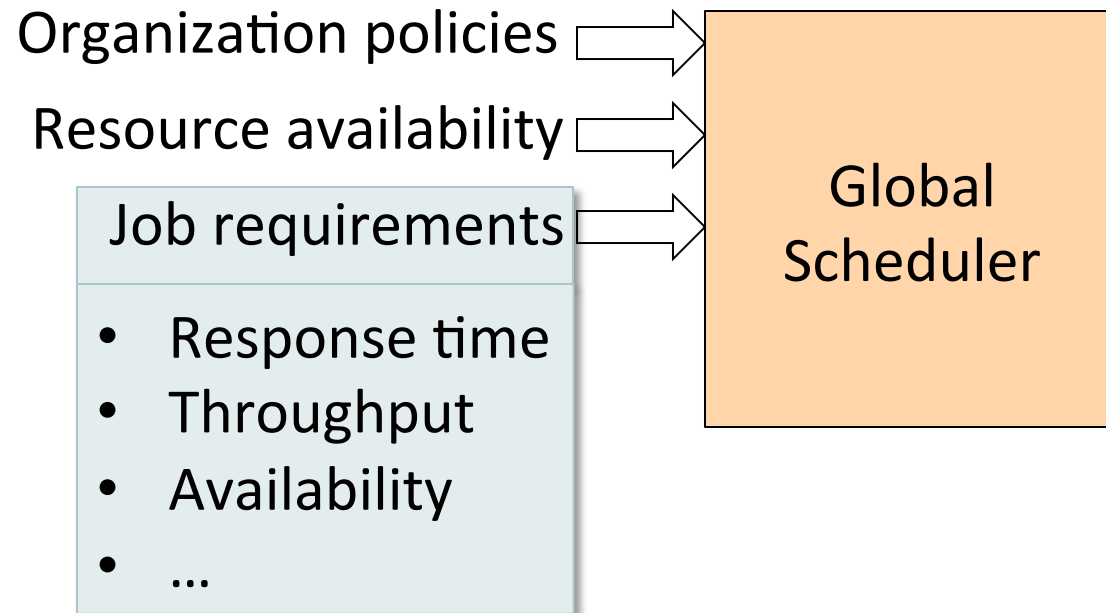 Organization policies
Resource availability
Job requirements
• Response time
• Throughput
• Availability
• …
Global
Scheduler